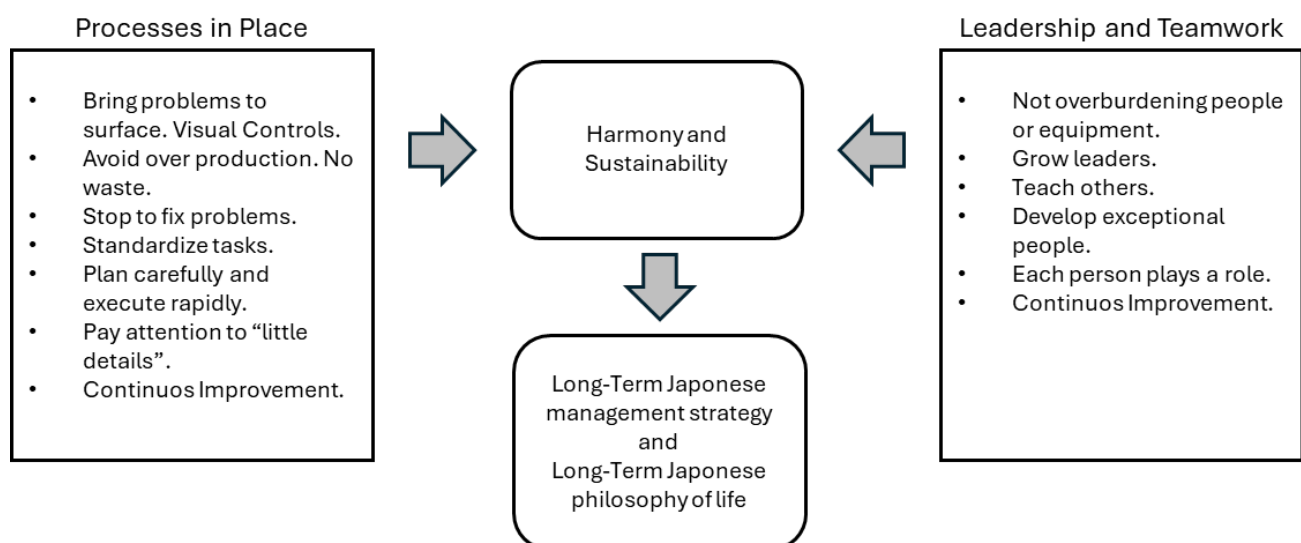 Processes in Place
• Bring problems to
surface. Visual Controls.
• Avoid over production. No
waste.
• Stop to fix problems.
• Standardize tasks.
• Plan carefully and
execute rapidly.
• Pay attention to “little
details”.
• Continuos Improvement.
Harmony and
Sustainability
Long-Term Japonese
management strategy
and
Long-Term Japonese
philosophy of life
Leadership and Teamwork
• Not overburdening people
or equipment.
• Grow leaders.
• Teach others.
• Develop exceptional
people.
• Each person plays a role.
• Continuos Improvement.